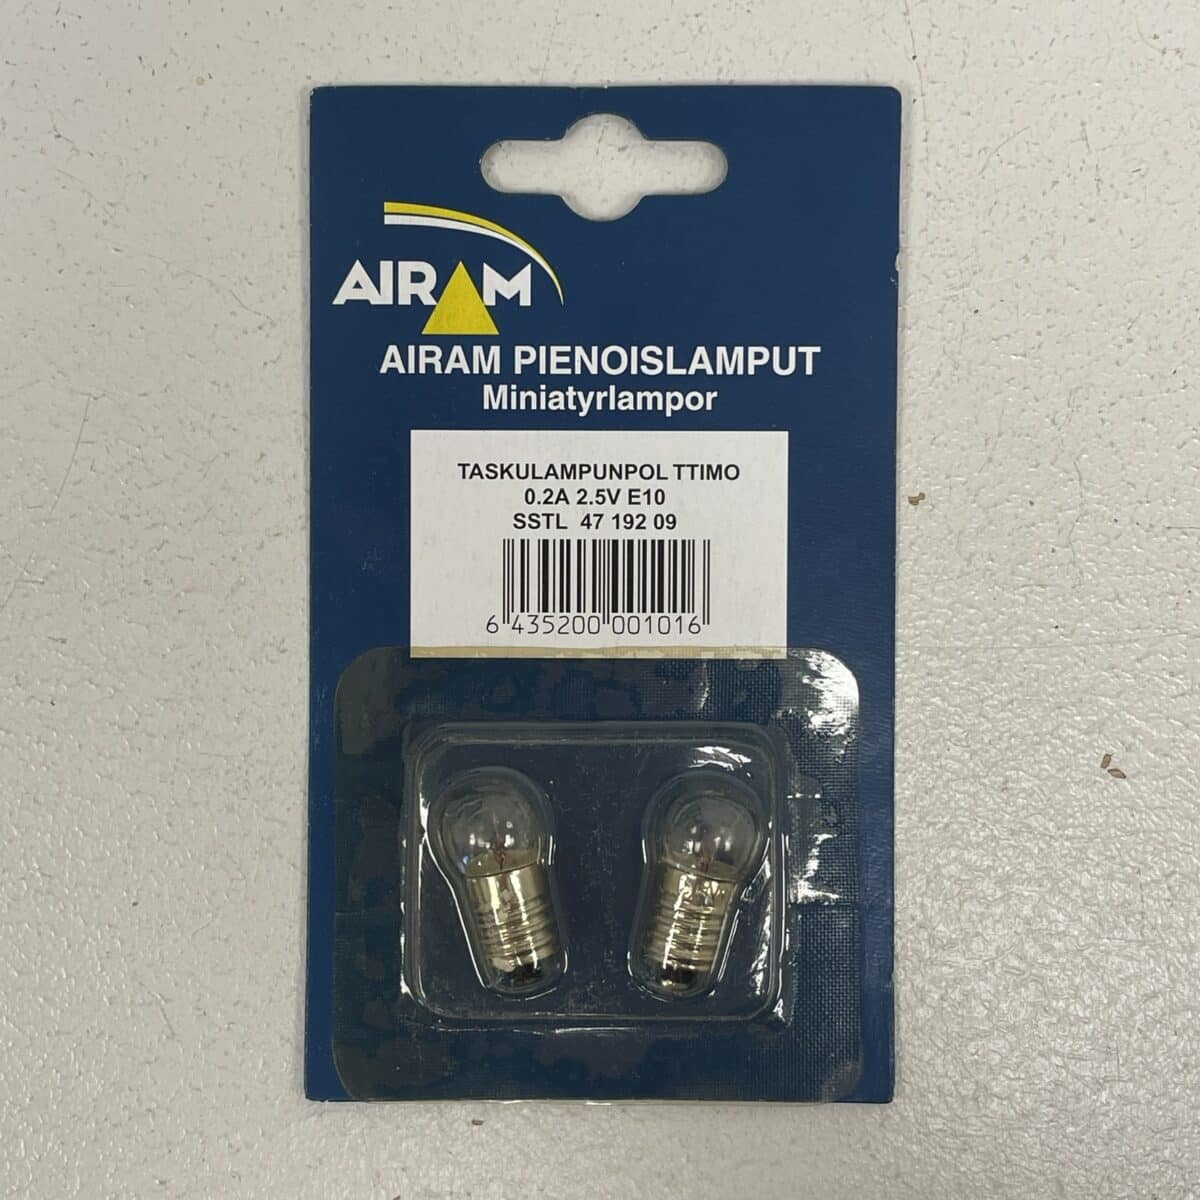 AIRAM
AIRAM PIENOISLAMPUT
Miniatyrlampor
TASKULAMPUNPOL TTIMO
0.2A 2.5V E10
SSTL 47 192 09
6 435200 001016